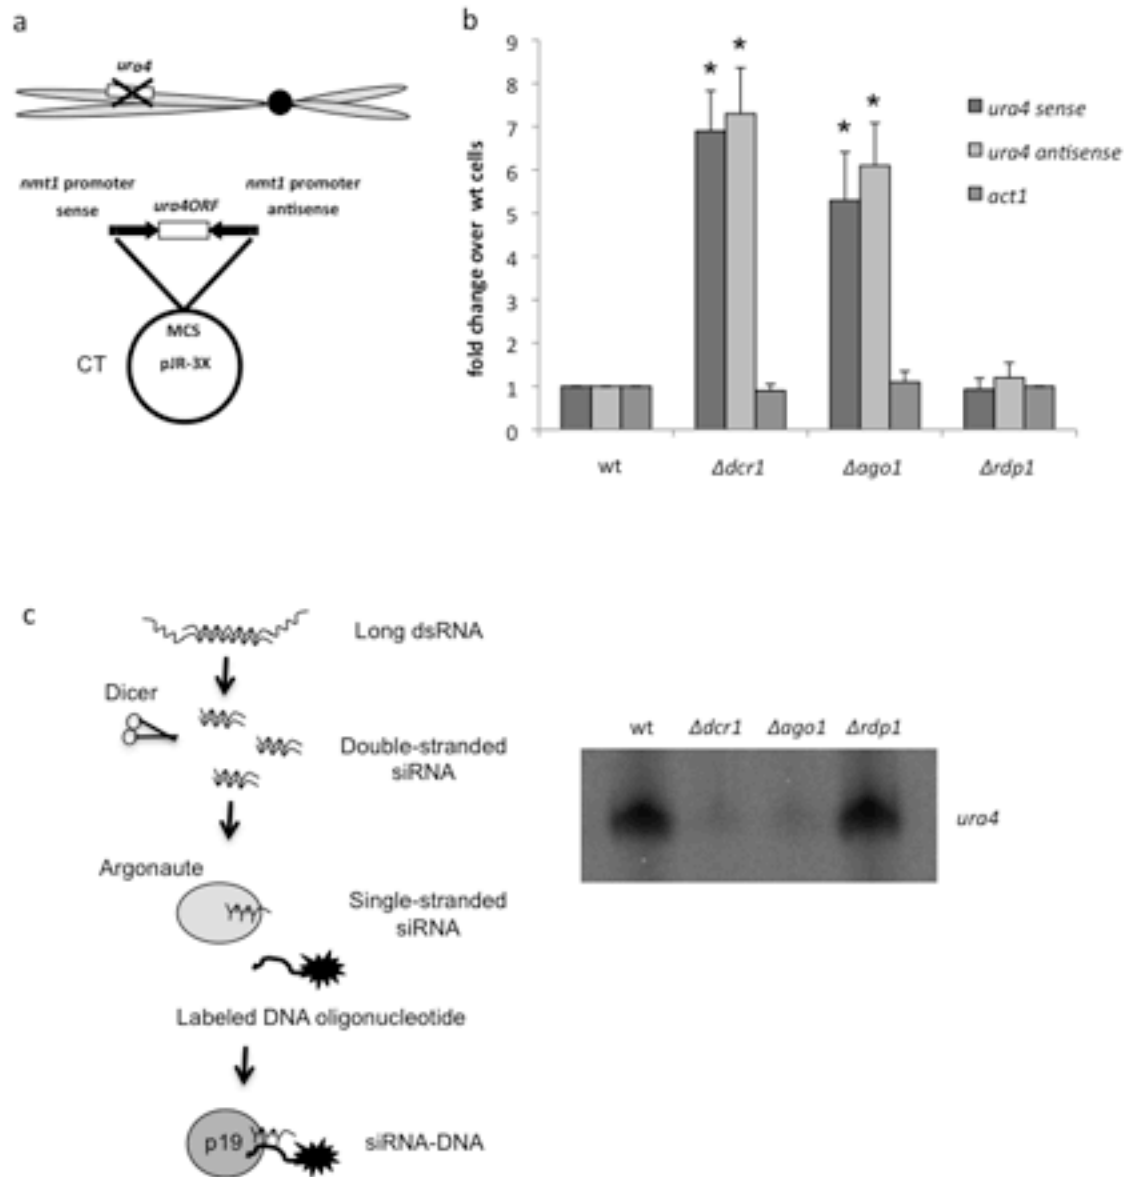 a
ura4
nmt1 promoter
sense
ura4ORF
nmt1 promoter
antisense
MCS
pJR-3X
CT
b
fold change over wt cells
9
8
7
6
5
4
3
2
1
0
* * * *
wt Δdcr1 Δago1 Δrdp1
ura4 sense
ura4 antisense
act1
c
Long dsRNA
Dicer
Double-stranded
siRNA
Argonaute
Single-stranded
siRNA
Labeled DNA oligonucleotide
p19
siRNA-DNA
wt Δdcr1 Δago1 Δrdp1
ura4